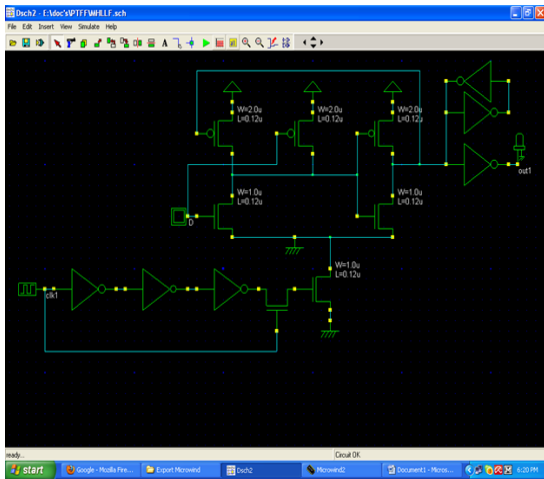 Dsch2 - E:\doc's\PTFF\WHLLF.sch
File Edit Insert View Simulate Help
W=2.0u
L=0.12u
W=2.0u
L=0.12u
W=2.0u
L=0.12u
out1
W=1.0u
L=0.12u
W=1.0u
L=0.12u
D
W=1.0u
L=0.12u
clk1
ready...
Circuit OK
start
Google - Mozilla Fire...
Export Microwind
Dsch2
Microwind2
Document1 - Micros...
6:20 PM